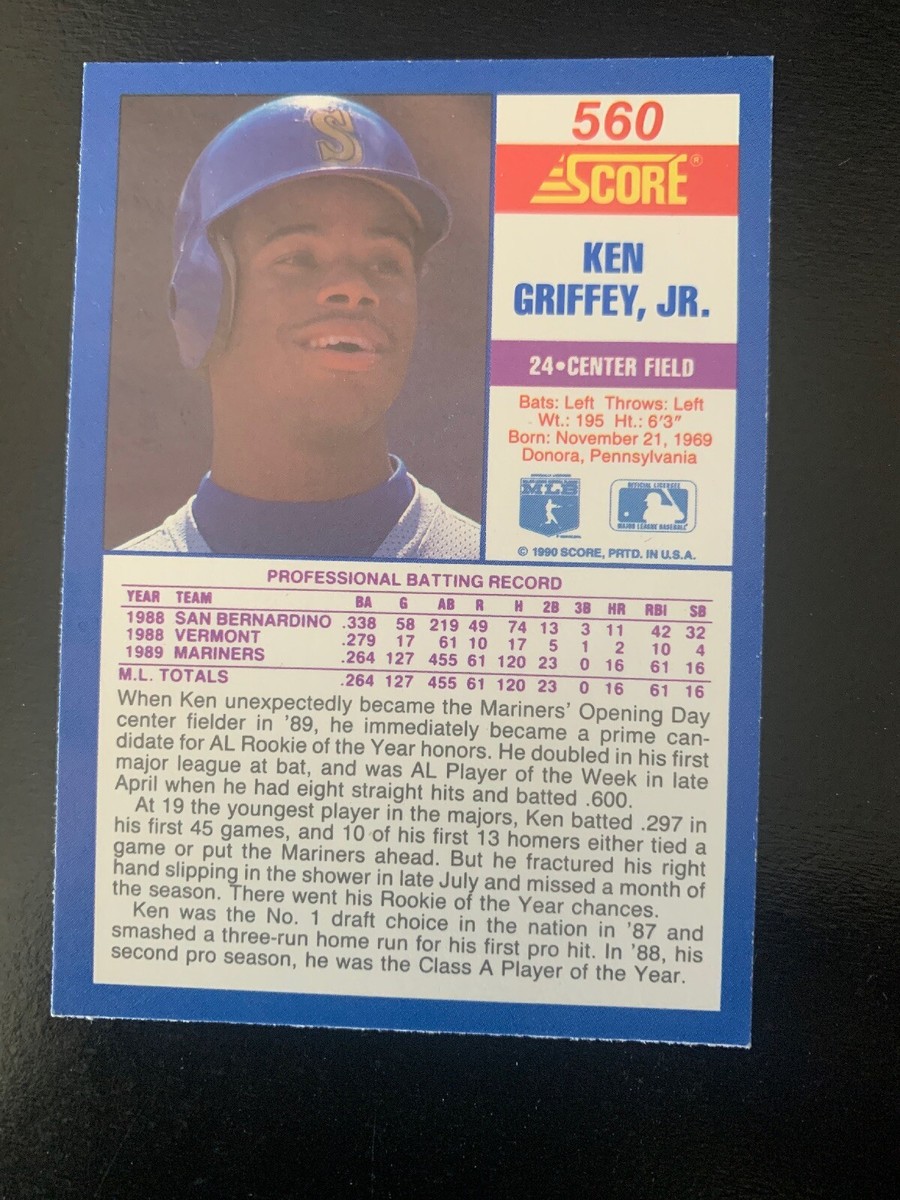 S
560
SCORE®
KEN
GRIFFEY, JR.
24•CENTER FIELD
Bats: Left Throws: Left
Wt.: 195 Ht.: 6'3"
Born: November 21, 1969
Donora, Pennsylvania
MLB
OFFICIAL LICENSEE
MAJOR LEAGUE BASEBALL
© 1990 SCORE, PRTD. IN U.S.A.
PROFESSIONAL BATTING RECORD
YEAR TEAM BA G AB R H 2B 3B HR RBI SB
1988 SAN BERNARDINO .338 58 219 49 74 13 3 11 42 32
1988 VERMONT .279 17 61 10 17 5 1 2 10 4
1989 MARINERS .264 127 455 61 120 23 0 16 61 16
M.L. TOTALS .264 127 455 61 120 23 0 16 61 16
When Ken unexpectedly became the Mariners' Opening Day
center fielder in '89, he immediately became a prime can-
didate for AL Rookie of the Year honors. He doubled in his first
major league at bat, and was AL Player of the Week in late
April when he had eight straight hits and batted .600.
At 19 the youngest player in the majors, Ken batted .297 in
his first 45 games, and 10 of his first 13 homers either tied a
game or put the Mariners ahead. But he fractured his right
hand slipping in the shower in late July and missed a month of
the season. There went his Rookie of the Year chances.
Ken was the No. 1 draft choice in the nation in '87 and
smashed a three-run home run for his first pro hit. In '88, his
second pro season, he was the Class A Player of the Year.